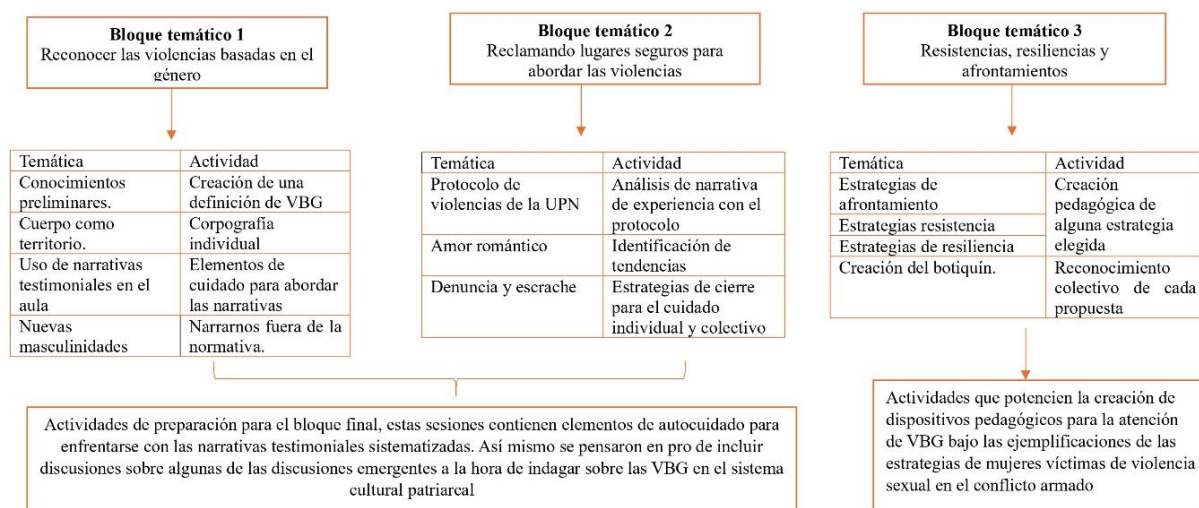 Bloque temático 1
Reconocer las violencias basadas en el
género
Temática Actividad
Conocimientos Creación de una
preliminares. definición de VBG
Cuerpo como Corpografía
territorio. individual
Uso de narrativas Elementos de
testimoniales en el cuidado para abordar
aula las narrativas
Nuevas Narrarnos fuera de la
masculinidades normativa.
Bloque temático 2
Reclamando lugares seguros para
abordar las violencias
Temática Actividad
Protocolo de Análisis de narrativa
violencias de la UPN de experiencia con el
protocolo
Amor romántico Identificación de
tendencias
Denuncia y escrache Estrategias de cierre
para el cuidado
individual y colectivo
Actividades de preparación para el bloque final, estas sesiones contienen elementos de autocuidado para
enfrentarse con las narrativas testimoniales sistematizadas. Así mismo se pensaron en pro de incluir
discusiones sobre algunas de las discusiones emergentes a la hora de indagar sobre las VBG en el sistema
cultural patriarcal
Bloque temático 3
Resistencias, resiliencias y
afrontamientos
Temática Actividad
Estrategias de Creación
afrontamiento pedagógica de
Estrategias resistencia alguna estrategia
Estrategias de resiliencia elegida
Creación del botiquín. Reconocimiento
colectivo de cada
propuesta
Actividades que potencien la creación de
dispositivos pedagógicos para la atención
de VBG bajo las ejemplificaciones de las
estrategias de mujeres víctimas de violencia
sexual en el conflicto armado